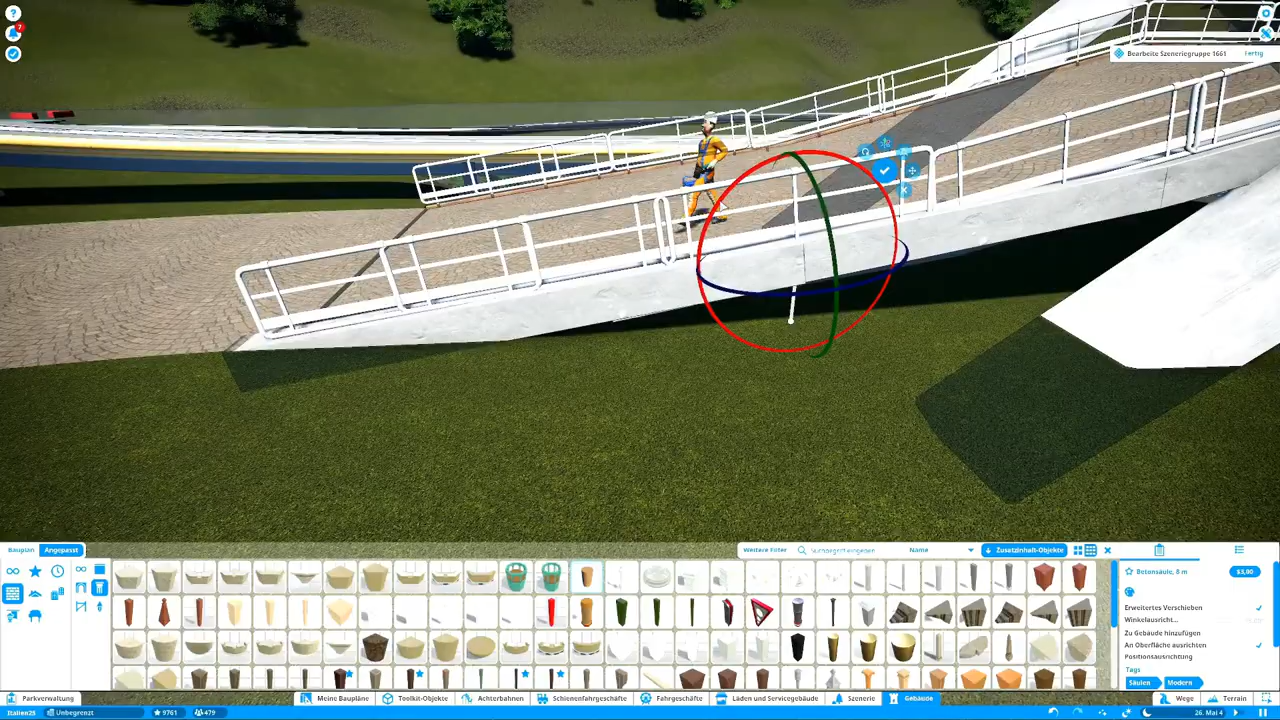 ?
7
Bearbeite Szeneriegruppe 1661 Fertig
Bauplan Angepasst
Weitere Filter Suchbegriff eingeben Name Zusatzinhalt-Objekte
Betonsäule, 8 m $3,00
Erweitertes Verschieben
Winkelausricht...
Zu Gebäude hinzufügen
An Oberfläche ausrichten
Positionsausrichtung
Tags
Säulen Modern
Parkverwaltung Meine Baupläne Toolkit-Objekte Achterbahnen Schienenfahrgeschäfte Fahrgeschäfte Läden und Servicegebäude Szenerie Gebäude Wege Terrain
Italien25 Unbegrenzt 9761 479 26. Mai 4